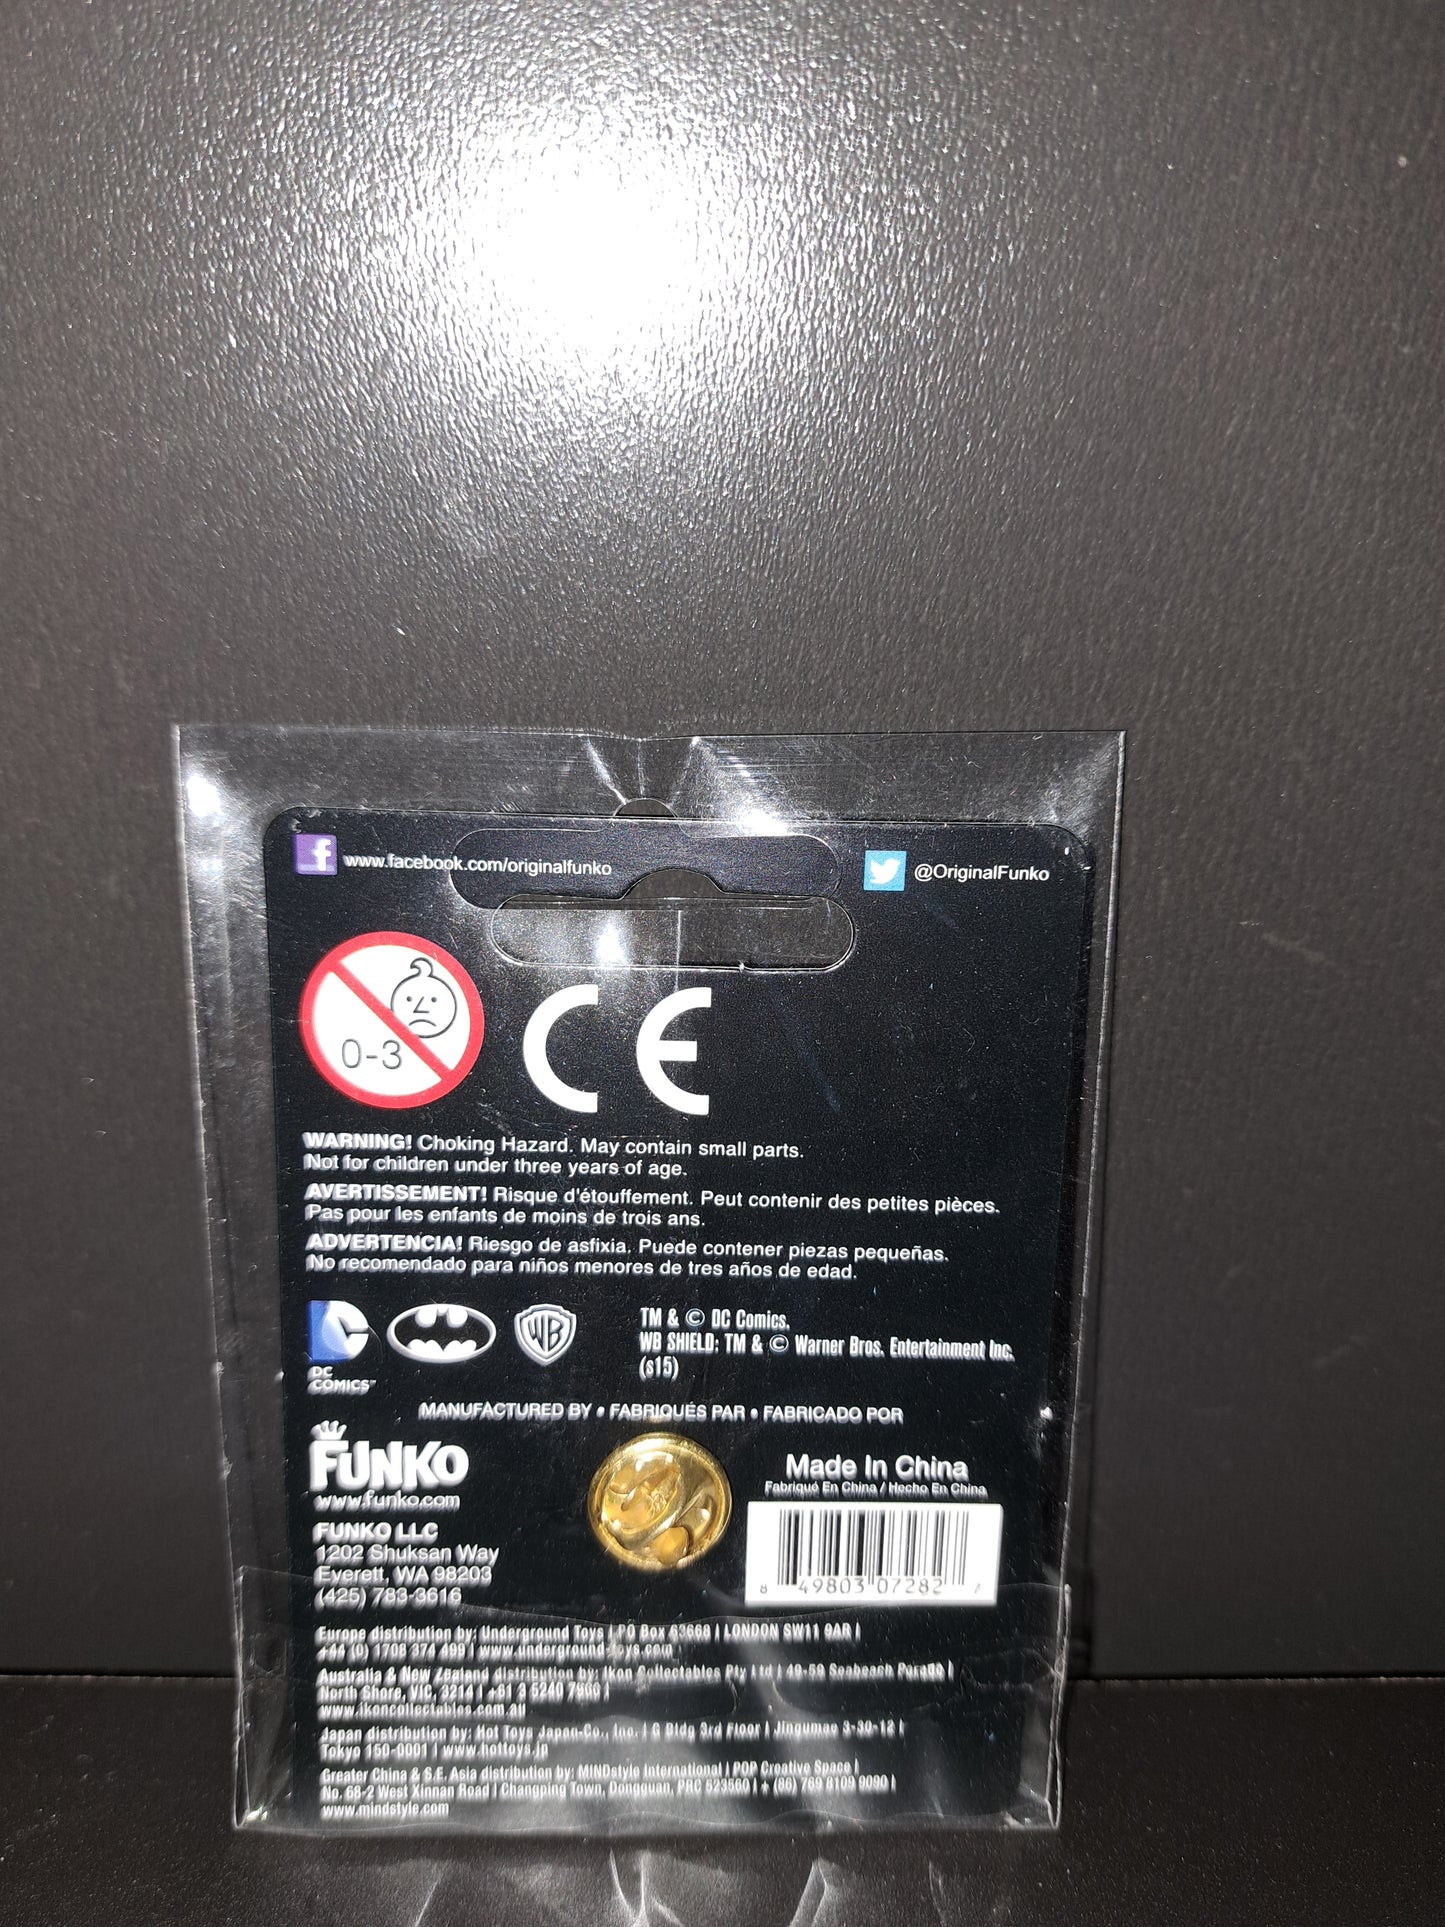 f www.facebook.com/originalfunko
@OriginalFunko
0-3
CE
WARNING! Choking Hazard. May contain small parts.
Not for children under three years of age.
AVERTISSEMENT! Risque d'étouffement. Peut contenir des petites pièces.
Pas pour les enfants de moins de trois ans.
ADVERTENCIA! Riesgo de asfixia. Puede contener piezas pequeñas.
No recomendado para niños menores de tres años de edad.
DC
COMICS™
WB
TM & © DC Comics.
WB SHIELD: TM & © Warner Bros. Entertainment Inc.
(s15)
MANUFACTURED BY • FABRIQUÉS PAR • FABRICADO POR
FUNKO
www.funko.com
FUNKO LLC
1202 Shuksan Way
Everett, WA 98203
(425) 783-3616
Made In China
Fabriqué En China / Hecho En China
8 49803 07282
Europe distribution by: Underground Toys | PO Box 63668 | LONDON SW11 9AR |
+44 (0) 1708 374 499 | www.underground-toys.com
Australia & New Zealand distribution by: Ikon Collectables Pty Ltd | 49-59 Seabeach Parade |
North Shore, VIC, 3214 | +61 3 5240 |
www.ikoncollectables.com.au
Japan distribution by: Hot Toys Japan Co., Inc. | G Bldg 3rd Floor | Jingumae 3-30-12 |
Tokyo 150-0001 | www.hottoys.jp
Greater China & S.E. Asia distribution by: MINDstyle International | POP Creative Space |
No. 68-2 West Xinnan Road | Changping Town, Dongguan, PRC 523560 | + (86) 769 8109 9090 |
www.mindstyle.com